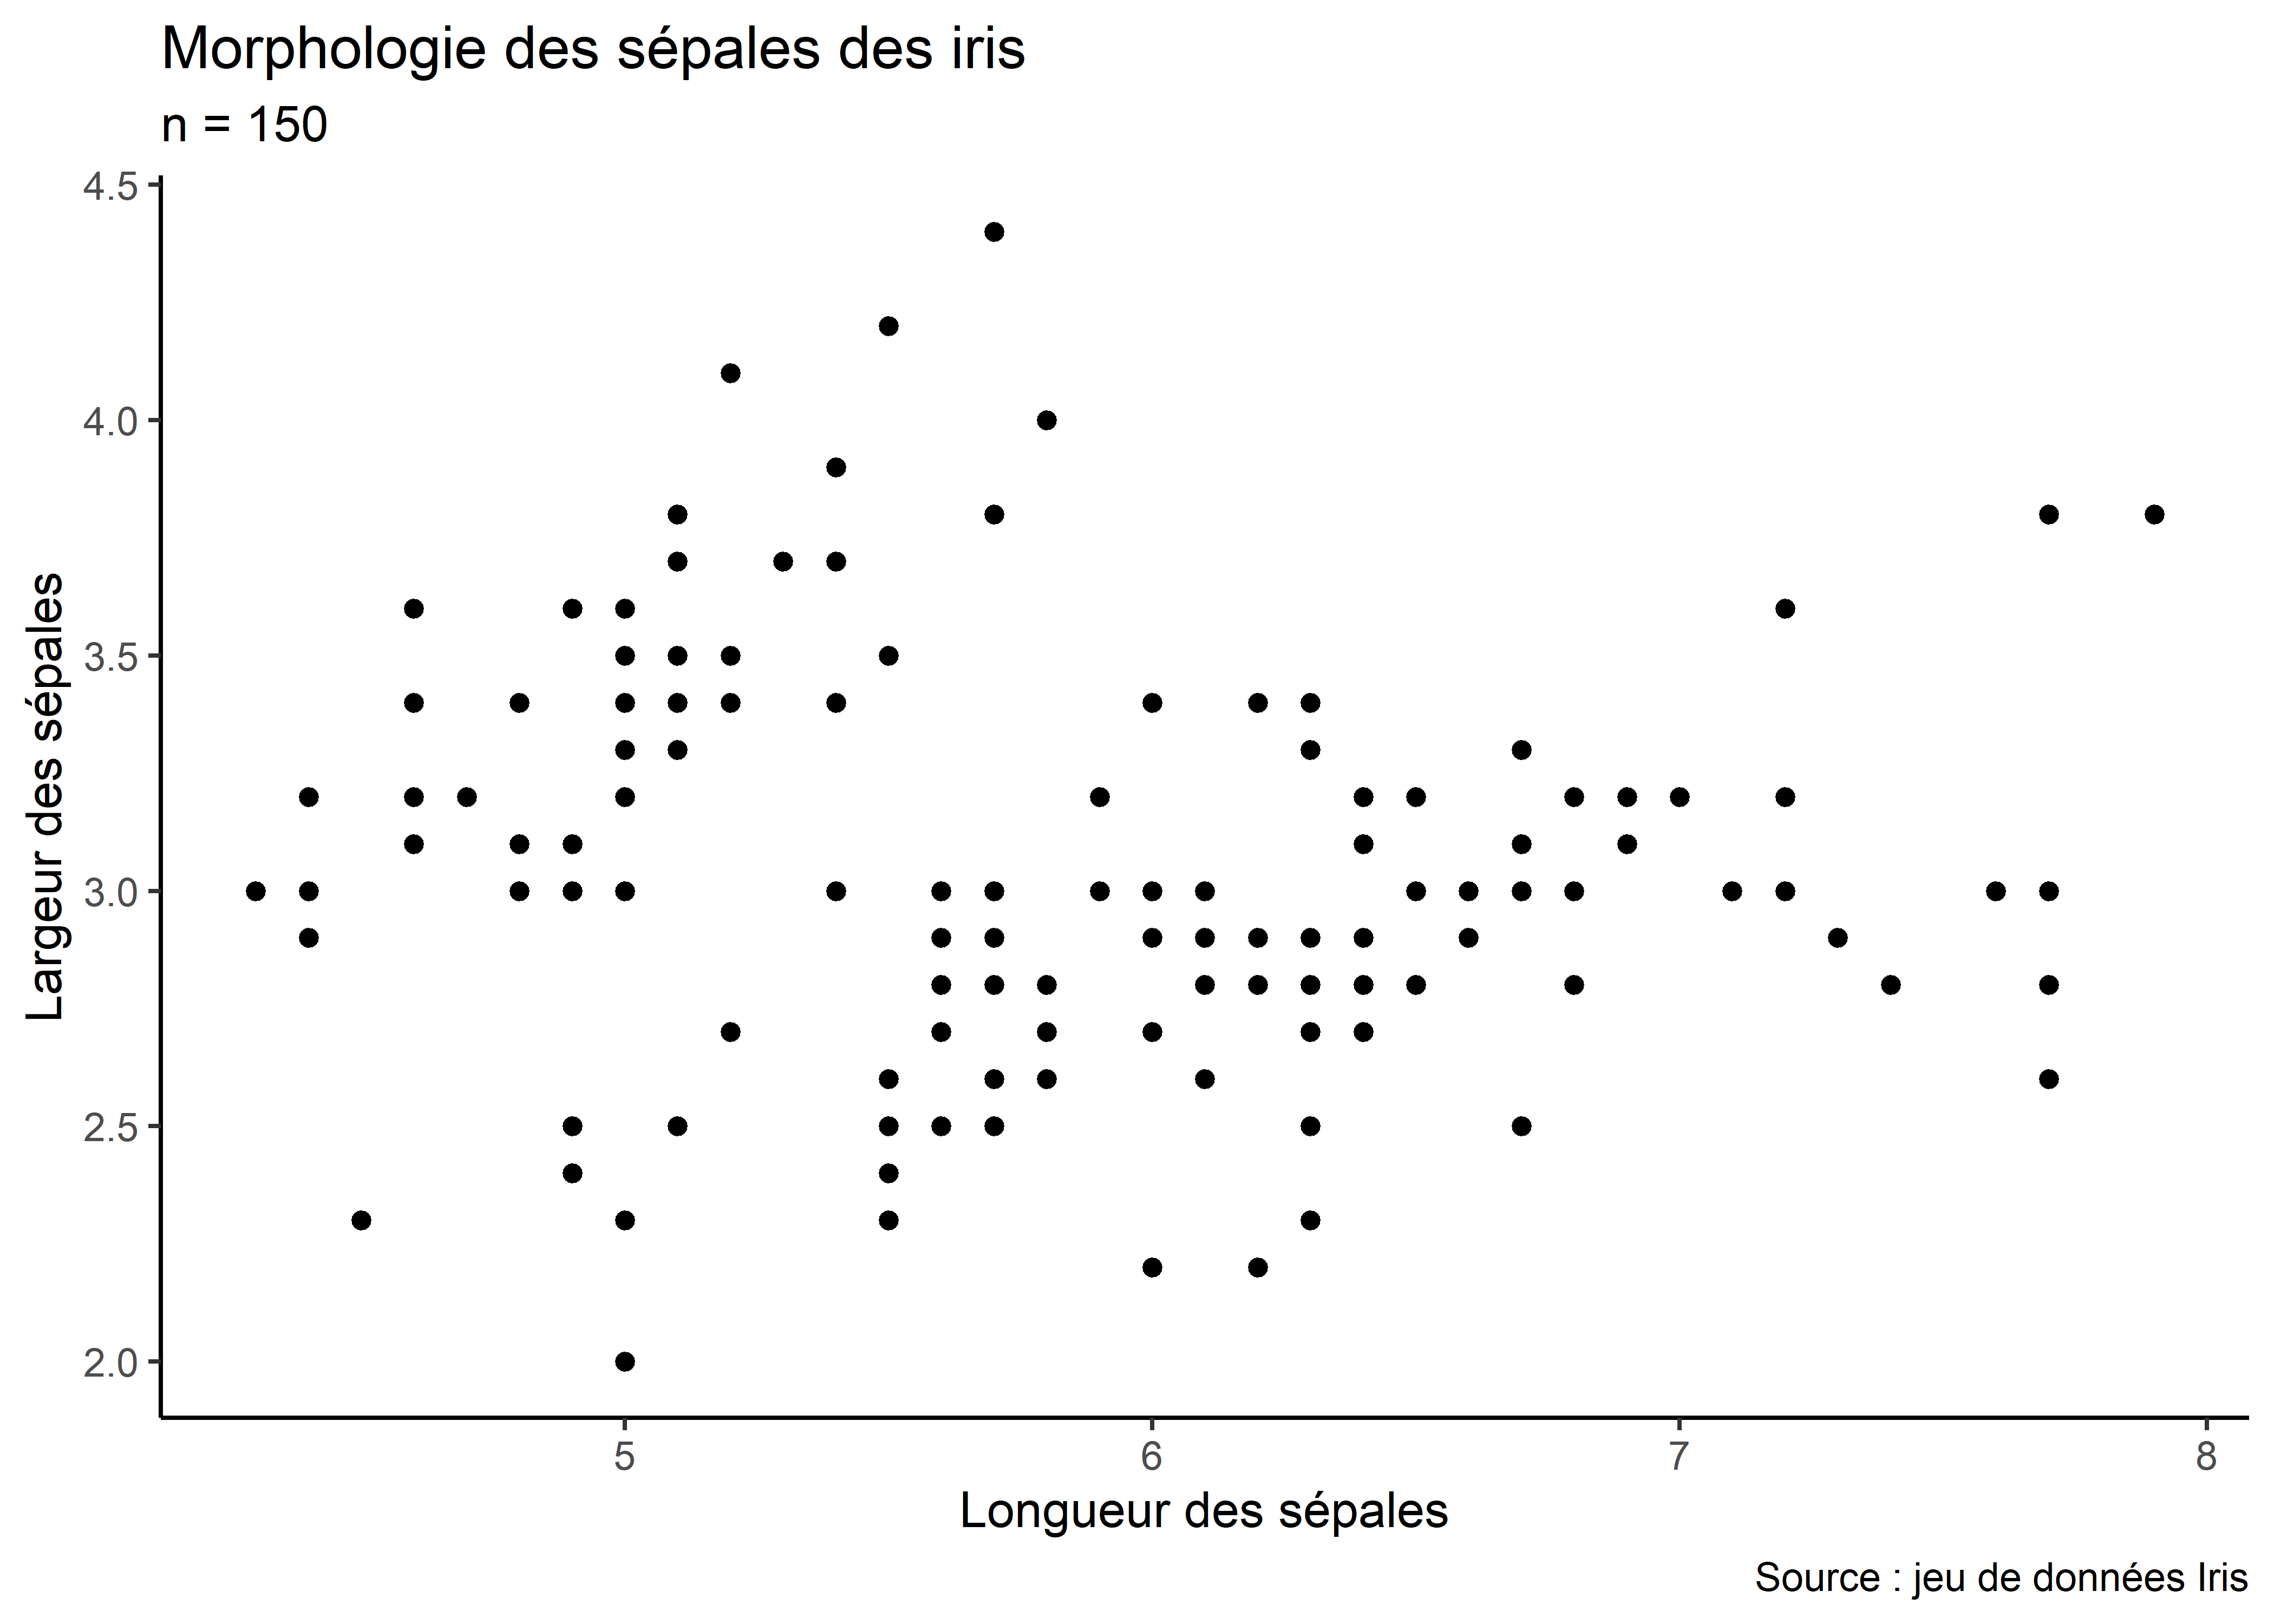 Morphologie des sépales des iris
n = 150
4.5
4.0
3.5
3.0
2.5
2.0
Largeur des sépales
5
6
7
8
Longueur des sépales
Source : jeu de données Iris